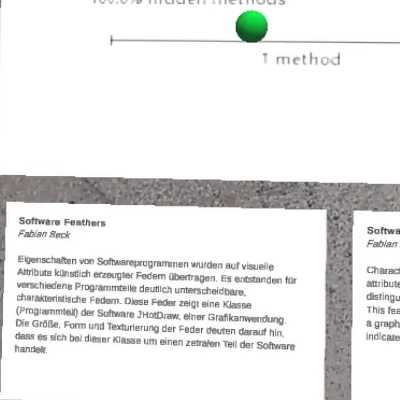 100.0% hidden methods
1 method
Software Feathers
Fabian Beck
Eigenschaften von Softwareprogrammen wurden auf visuelle
Attribute künstlich erzeugter Federn übertragen. Es entstanden für
verschiedene Programmteile deutlich unterscheidbare,
charakteristische Federn. Diese Feder zeigt eine Klasse
(Programmteil) der Software JHotDraw, einer Grafikanwendung.
Die Größe, Form und Texturierung der Feder deuten darauf hin,
dass es sich bei dieser Klasse um einen zetralen Teil der Software
handelt.
Softwa
Fabian
Charact
attribute
distingu
This fea
a graph
indicate